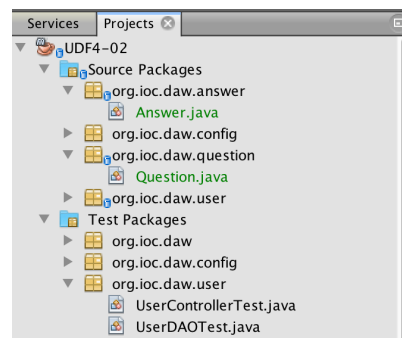 Services Projects
UDF4-02
Source Packages
org.ioc.daw.answer
Answer.java
org.ioc.daw.config
org.ioc.daw.question
Question.java
org.ioc.daw.user
Test Packages
org.ioc.daw
org.ioc.daw.config
org.ioc.daw.user
UserControllerTest.java
UserDAOTest.java